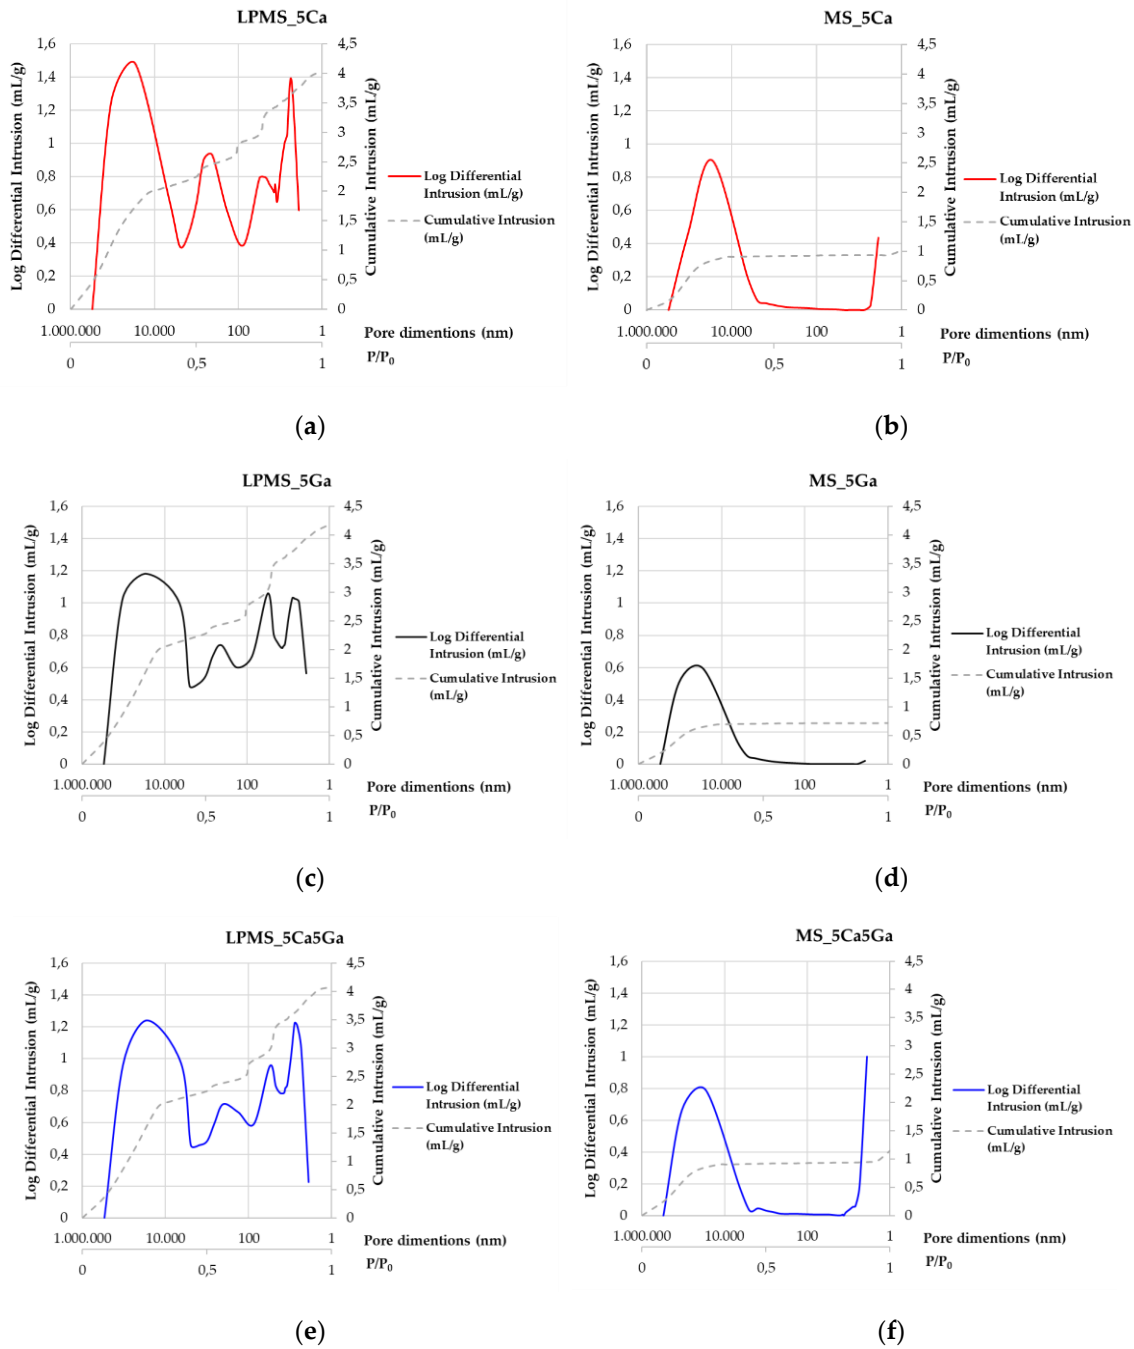 LPMS_5Ca
Log Differential Intrusion (mL/g)
1,6
1,4
1,2
1
0,8
0,6
0,4
0,2
0
4,5
4
3,5
3
2,5
2
1,5
1
0,5
0
Cumulative Intrusion (mL/g)
Log Differential
Intrusion (mL/g)
Cumulative Intrusion
(mL/g)
1.000.000 10.000 100 1
Pore dimentions (nm)
0 0,5 1
P/P0
(a)
MS_5Ca
Log Differential Intrusion (mL/g)
1,6
1,4
1,2
1
0,8
0,6
0,4
0,2
0
4,5
4
3,5
3
2,5
2
1,5
1
0,5
0
Cumulative Intrusion (mL/g)
Log Differential
Intrusion (mL/g)
Cumulative Intrusion
(mL/g)
1.000.000 10.000 100 1
Pore dimentions (nm)
0 0,5 1
P/P0
(b)
LPMS_5Ga
Log Differential Intrusion (mL/g)
1,6
1,4
1,2
1
0,8
0,6
0,4
0,2
0
4,5
4
3,5
3
2,5
2
1,5
1
0,5
0
Cumulative Intrusion (mL/g)
Log Differential
Intrusion (mL/g)
Cumulative Intrusion
(mL/g)
1.000.000 10.000 100 1
Pore dimentions (nm)
0 0,5 1
P/P0
(c)
MS_5Ga
Log Differential Intrusion (mL/g)
1,6
1,4
1,2
1
0,8
0,6
0,4
0,2
0
4,5
4
3,5
3
2,5
2
1,5
1
0,5
0
Cumulative Intrusion (mL/g)
Log Differential
Intrusion (mL/g)
Cumulative Intrusion
(mL/g)
1.000.000 10.000 100 1
Pore dimentions (nm)
0 0,5 1
P/P0
(d)
LPMS_5Ca5Ga
Log Differential Intrusion (mL/g)
1,6
1,4
1,2
1
0,8
0,6
0,4
0,2
0
4,5
4
3,5
3
2,5
2
1,5
1
0,5
0
Cumulative Intrusion (mL/g)
Log Differential
Intrusion (mL/g)
Cumulative Intrusion
(mL/g)
1.000.000 10.000 100 1
Pore dimentions (nm)
0 0,5 1
P/P0
(e)
MS_5Ca5Ga
Log Differential Intrusion (mL/g)
1,6
1,4
1,2
1
0,8
0,6
0,4
0,2
0
4,5
4
3,5
3
2,5
2
1,5
1
0,5
0
Cumulative Intrusion (mL/g)
Log Differential
Intrusion (mL/g)
Cumulative Intrusion
(mL/g)
1.000.000 10.000 100 1
Pore dimentions (nm)
0 0,5 1
P/P0
(f)